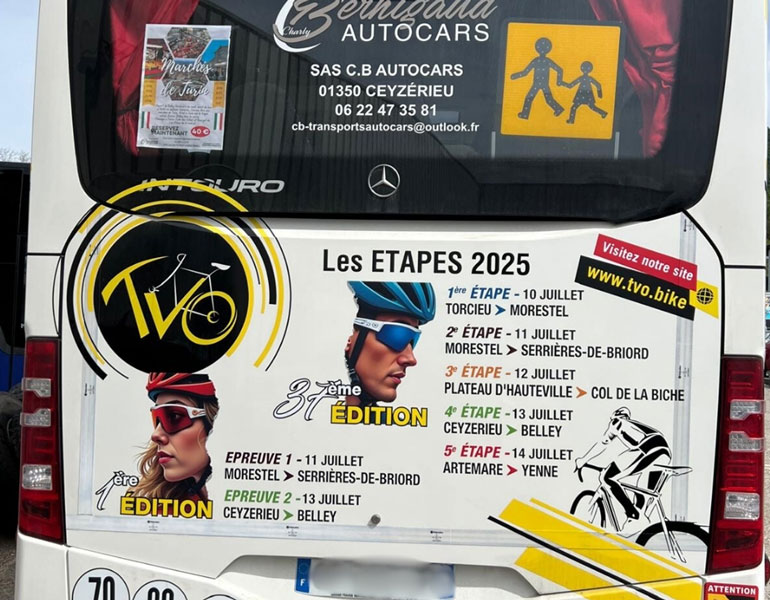 Bernigaud
Charly
AUTOCARS
SAS C.B AUTOCARS
01350 CEYZÉRIEU
06 22 47 35 81
cb-transportsautocars@outlook.fr
Marchés
de Turin
RESERVEZ
MAINTENANT
40 €
INTOURO
TVO
Les ETAPES 2025
Visitez notre site
www.tvo.bike
1ère ÉTAPE - 10 JUILLET
TORCIEU > MORESTEL
2e ÉTAPE - 11 JUILLET
MORESTEL > SERRIÈRES-DE-BRIORD
3e ÉTAPE - 12 JUILLET
PLATEAU D'HAUTEVILLE > COL DE LA BICHE
4e ÉTAPE - 13 JUILLET
CEYZERIEU > BELLEY
5e ÉTAPE - 14 JUILLET
ARTEMARE > YENNE
37ème
ÉDITION
1ère
ÉDITION
EPREUVE 1 - 11 JUILLET
MORESTEL > SERRIÈRES-DE-BRIORD
EPREUVE 2 - 13 JUILLET
CEYZERIEU > BELLEY
F
70
ATTENTION